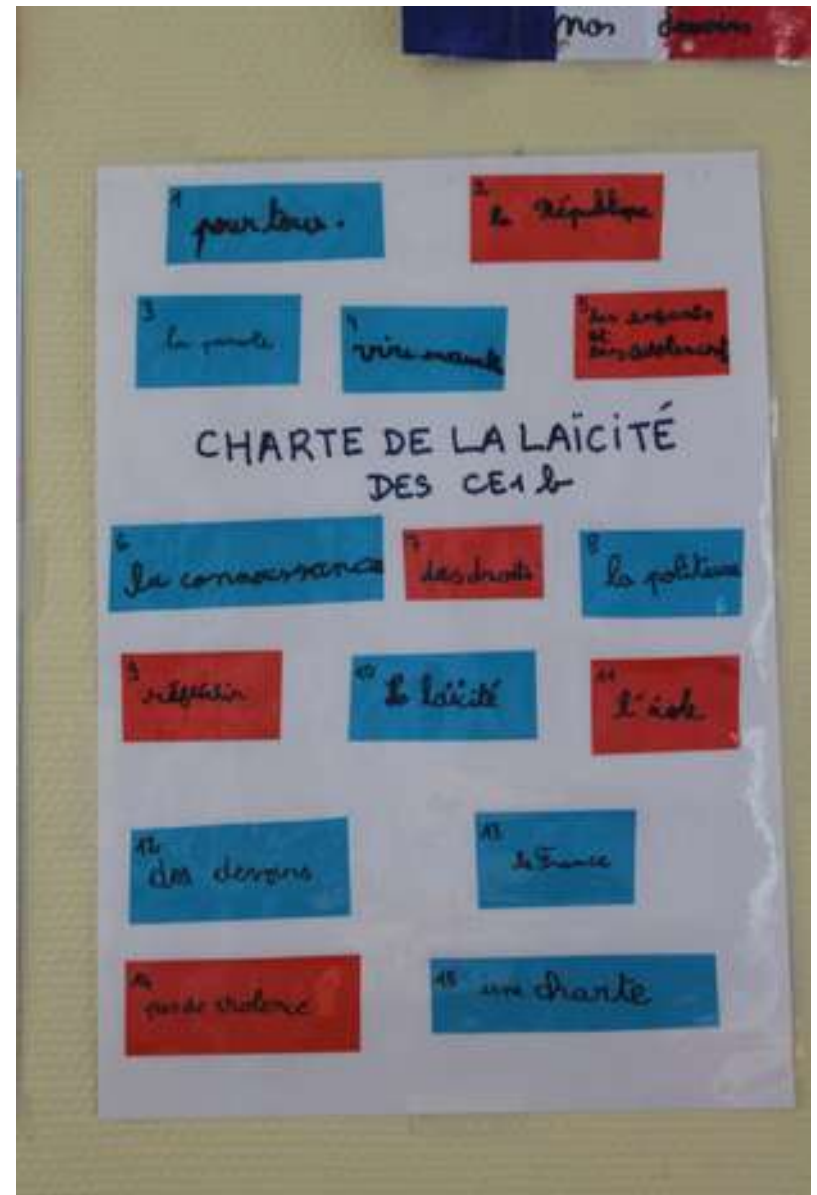 nos devoirs
1 pour tous.
2 la République
3 la parole
4 vivre ensemble
5 les enfants
et
les adolescents
CHARTE DE LA LAÏCITÉ
DES CE1 b
6 la connaissance
7 des droits
8 la politesse
9 réfléchir
10 la laïcité
11 l'école
12 des devoirs
13 la France
14 pas de violence
15 une charte